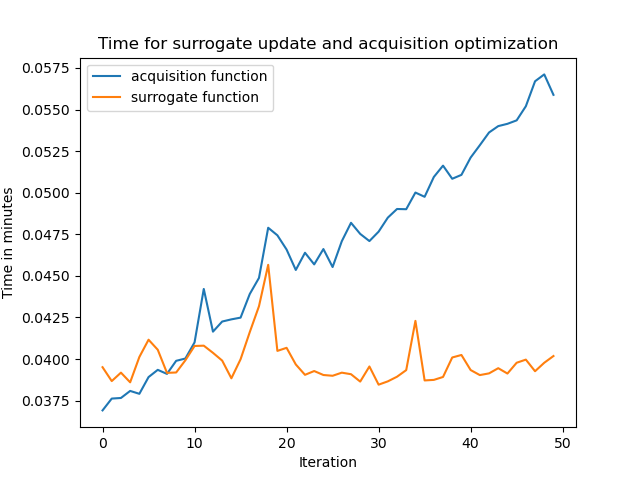 Time for surrogate update and acquisition optimization
acquisition function
surrogate function
Time in minutes
0.0575
0.0550
0.0525
0.0500
0.0475
0.0450
0.0425
0.0400
0.0375
0 10 20 30 40 50
Iteration